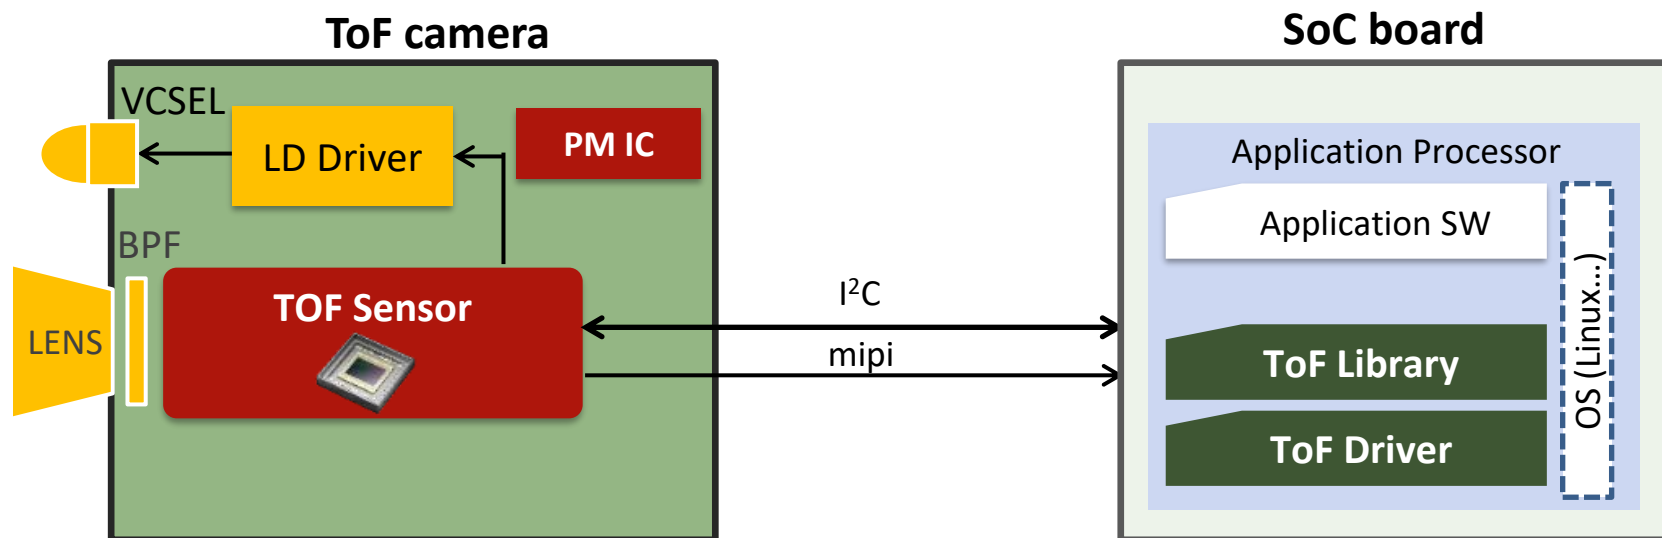 ToF camera
VCSEL
LD Driver
PM IC
BPF
LENS
TOF Sensor
I²C
mipi
SoC board
Application Processor
Application SW
ToF Library
ToF Driver
OS (Linux…)